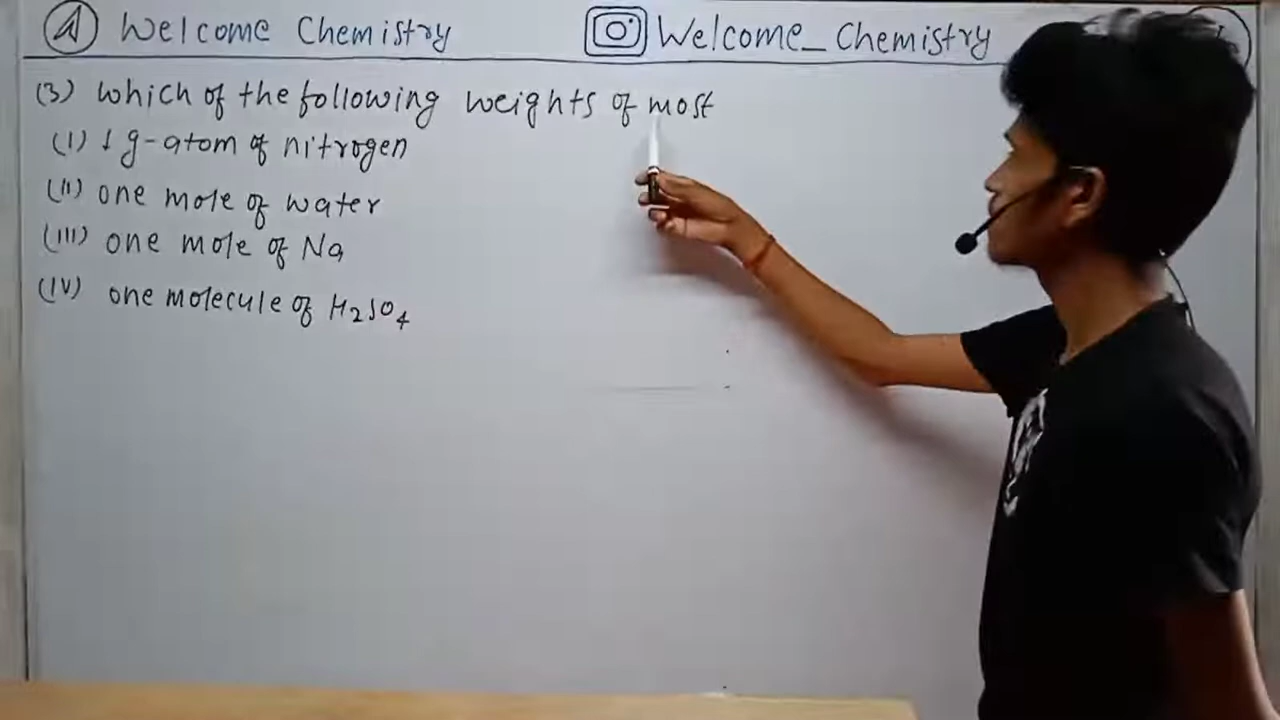 Welcome Chemistry
Welcome_Chemistry
(3) which of the following weights of most
(I) 1 g-atom of nitrogen
(II) one mole of water
(III) one mole of Na
(IV) one molecule of H₂SO₄